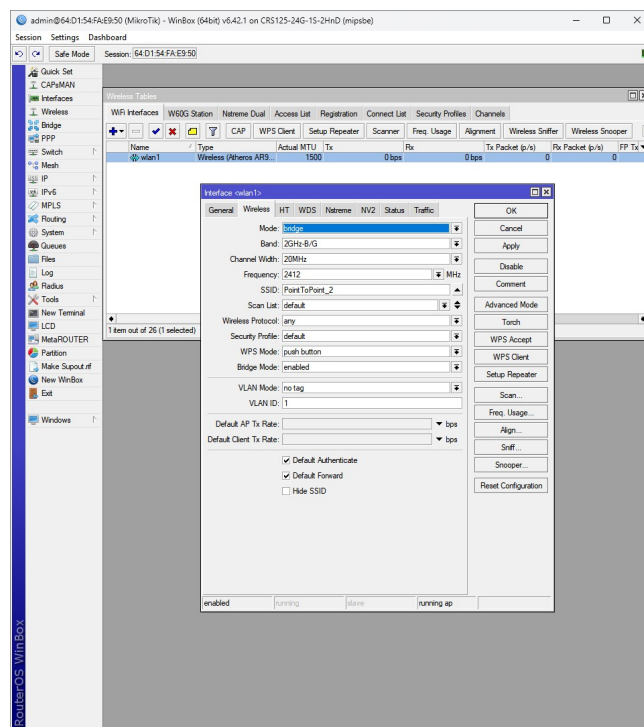 admin@64:D1:54:FA:E9:50 (MikroTik) - WinBox (64bit) v6.42.1 on CRS125-24G-1S-2HnD (mipsbe)
Session Settings Dashboard
Safe Mode Session: 64:D1:54:FA:E9:50
Quick Set
CAPsMAN
Interfaces
Wireless
Bridge
PPP
Switch
Mesh
IP
IPv6
MPLS
Routing
System
Queues
Files
Log
Radius
Tools
New Terminal
LCD
MetaROUTER
Partition
Make Supout.rif
New WinBox
Exit
Windows
RouterOS WinBox
Wireless Tables
WiFi Interfaces W60G Station Nstreme Dual Access List Registration Connect List Security Profiles Channels
CAP WPS Client Setup Repeater Scanner Freq. Usage Alignment Wireless Sniffer Wireless Snooper
Name Type Actual MTU Tx Rx Tx Packet (p/s) Rx Packet (p/s) FP Tx
wlan1 Wireless (Atheros AR9... 1500 0 bps 0 bps 0 0
1 item out of 26 (1 selected)
Interface <wlan1>
General Wireless HT WDS Nstreme NV2 Status Traffic
Mode: bridge
Band: 2GHz-B/G
Channel Width: 20MHz
Frequency: 2412 MHz
SSID: PointToPoint_2
Scan List: default
Wireless Protocol: any
Security Profile: default
WPS Mode: push button
Bridge Mode: enabled
VLAN Mode: no tag
VLAN ID: 1
Default AP Tx Rate: bps
Default Client Tx Rate: bps
Default Authenticate
Default Forward
Hide SSID
OK
Cancel
Apply
Disable
Comment
Advanced Mode
Torch
WPS Accept
WPS Client
Setup Repeater
Scan...
Freq. Usage...
Align...
Sniff...
Snooper...
Reset Configuration
enabled running slave running ap